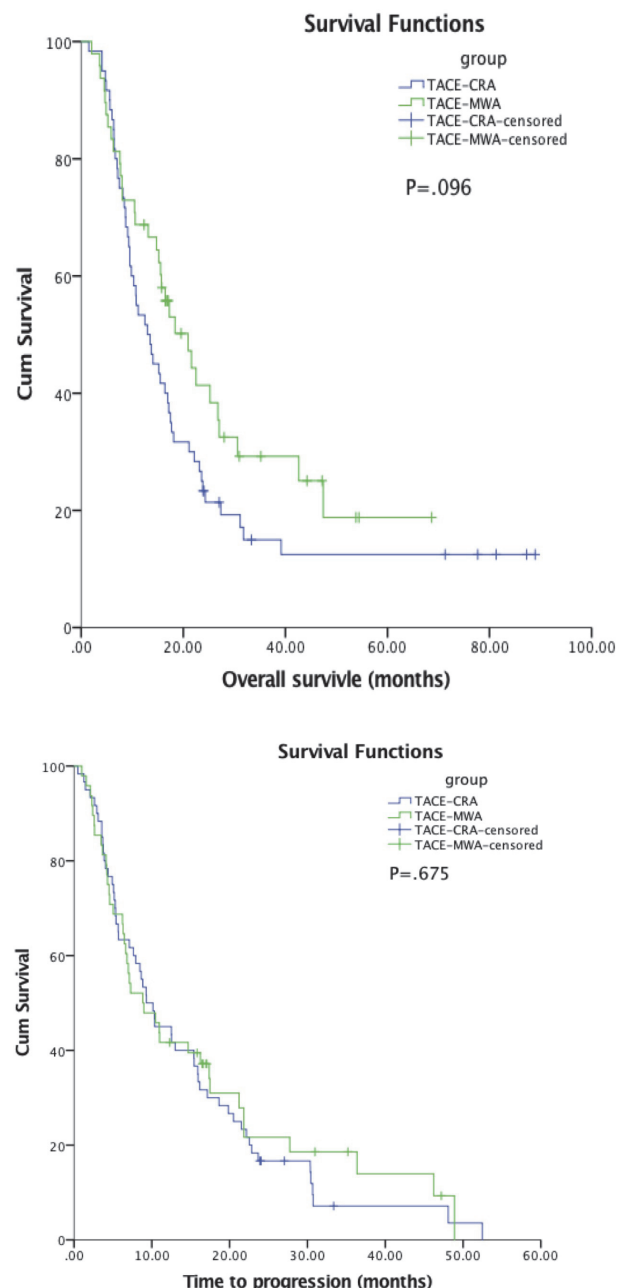 Survival Functions
group
TACE-CRA
TACE-MWA
TACE-CRA-censored
TACE-MWA-censored
P=.096
Cum Survival
100
80
60
40
20
0
.00 20.00 40.00 60.00 80.00 100.00
Overall survivle (months)
Survival Functions
group
TACE-CRA
TACE-MWA
TACE-CRA-censored
TACE-MWA-censored
P=.675
Cum Survival
100
80
60
40
20
0
.00 10.00 20.00 30.00 40.00 50.00 60.00
Time to progression (months)